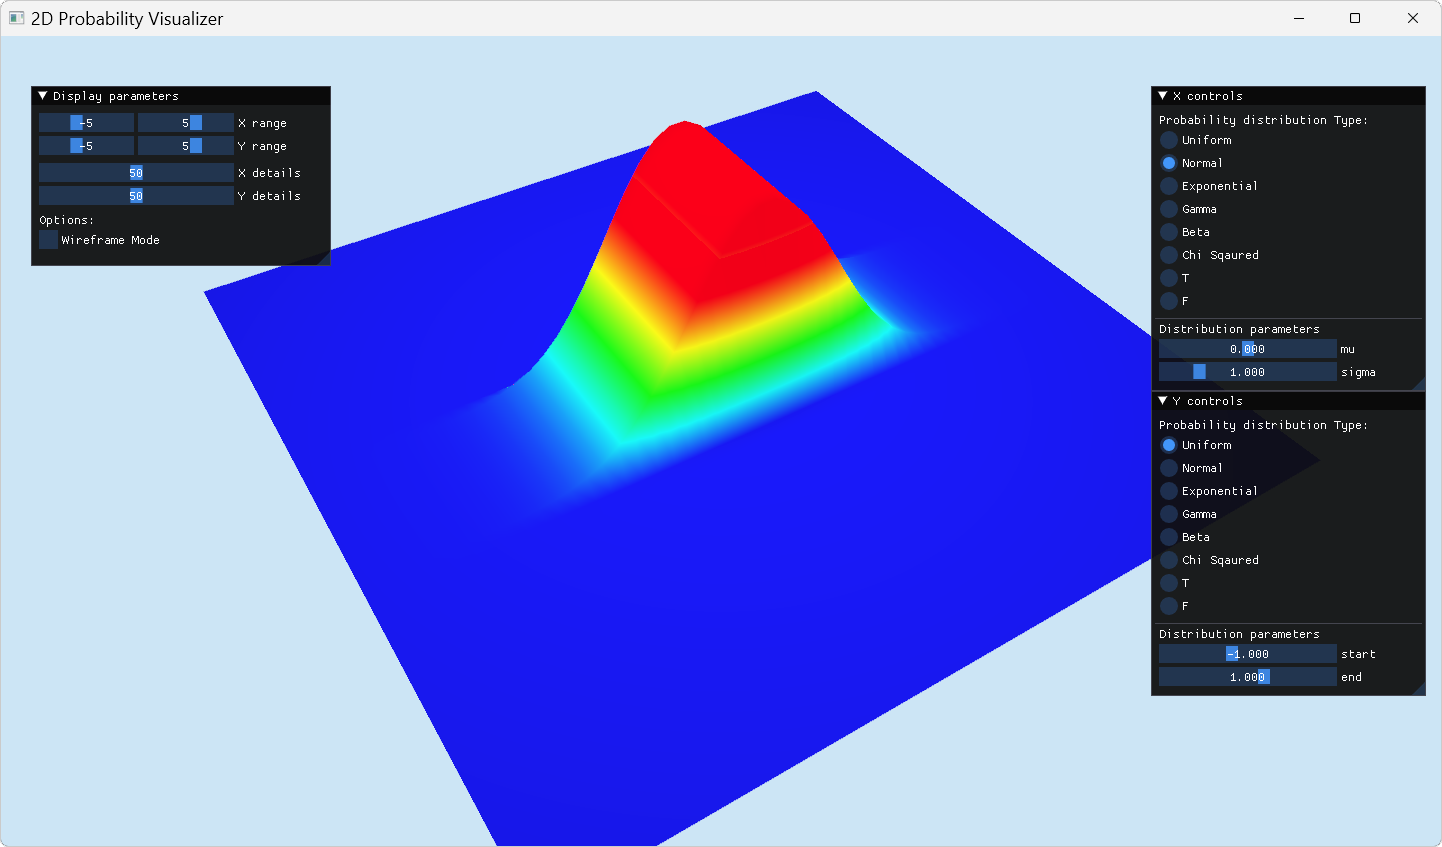 2D Probability Visualizer
Display parameters
-5 5 X range
-5 5 Y range
50 X details
50 Y details
Options:
Wireframe Mode
X controls
Probability distribution Type:
Uniform
Normal
Exponential
Gamma
Beta
Chi Sqaured
T
F
Distribution parameters
0.000 mu
1.000 sigma
Y controls
Probability distribution Type:
Uniform
Normal
Exponential
Gamma
Beta
Chi Sqaured
T
F
Distribution parameters
-1.000 start
1.000 end